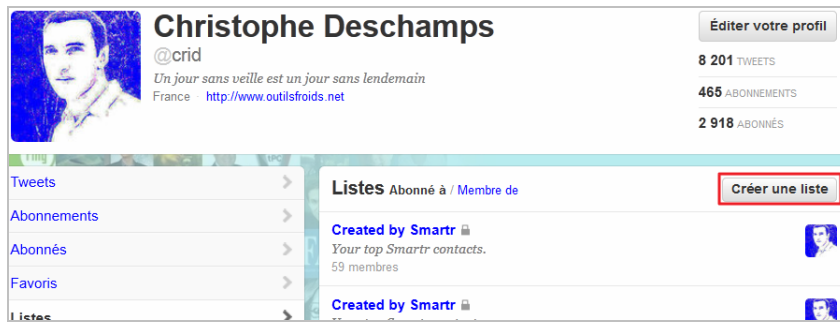 Christophe Deschamps
@crid
Un jour sans veille est un jour sans lendemain
France · http://www.outilsfroids.net
Éditer votre profil
8 201 TWEETS
465 ABONNEMENTS
2 918 ABONNÉS
Tweets
Abonnements
Abonnés
Favoris
Listes
Listes Abonné à / Membre de
Créer une liste
Created by Smartr
Your top Smartr contacts.
59 membres
Created by Smartr